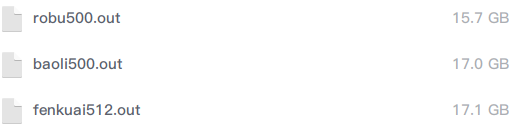 robu500.out 15.7 GB
baoli500.out 17.0 GB
fenkuai512.out 17.1 GB